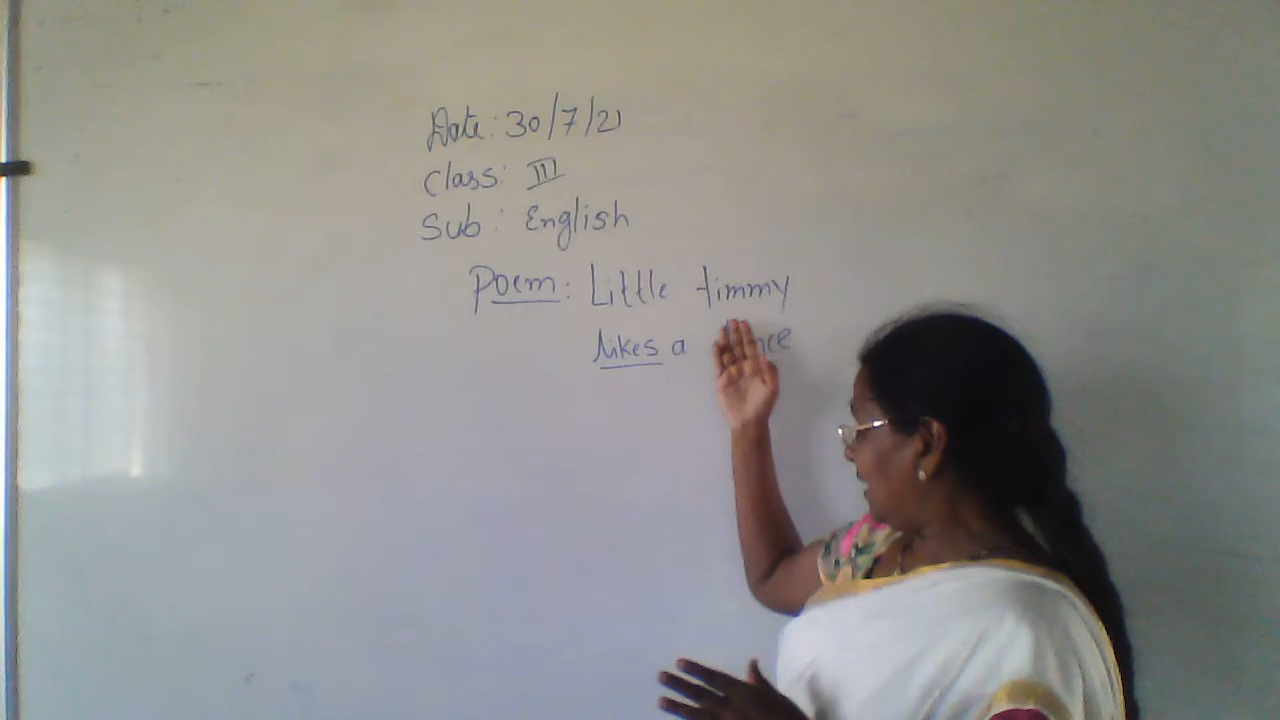 Date: 30/7/21
Class: III
Sub: English
Poem: Little timmy
likes a